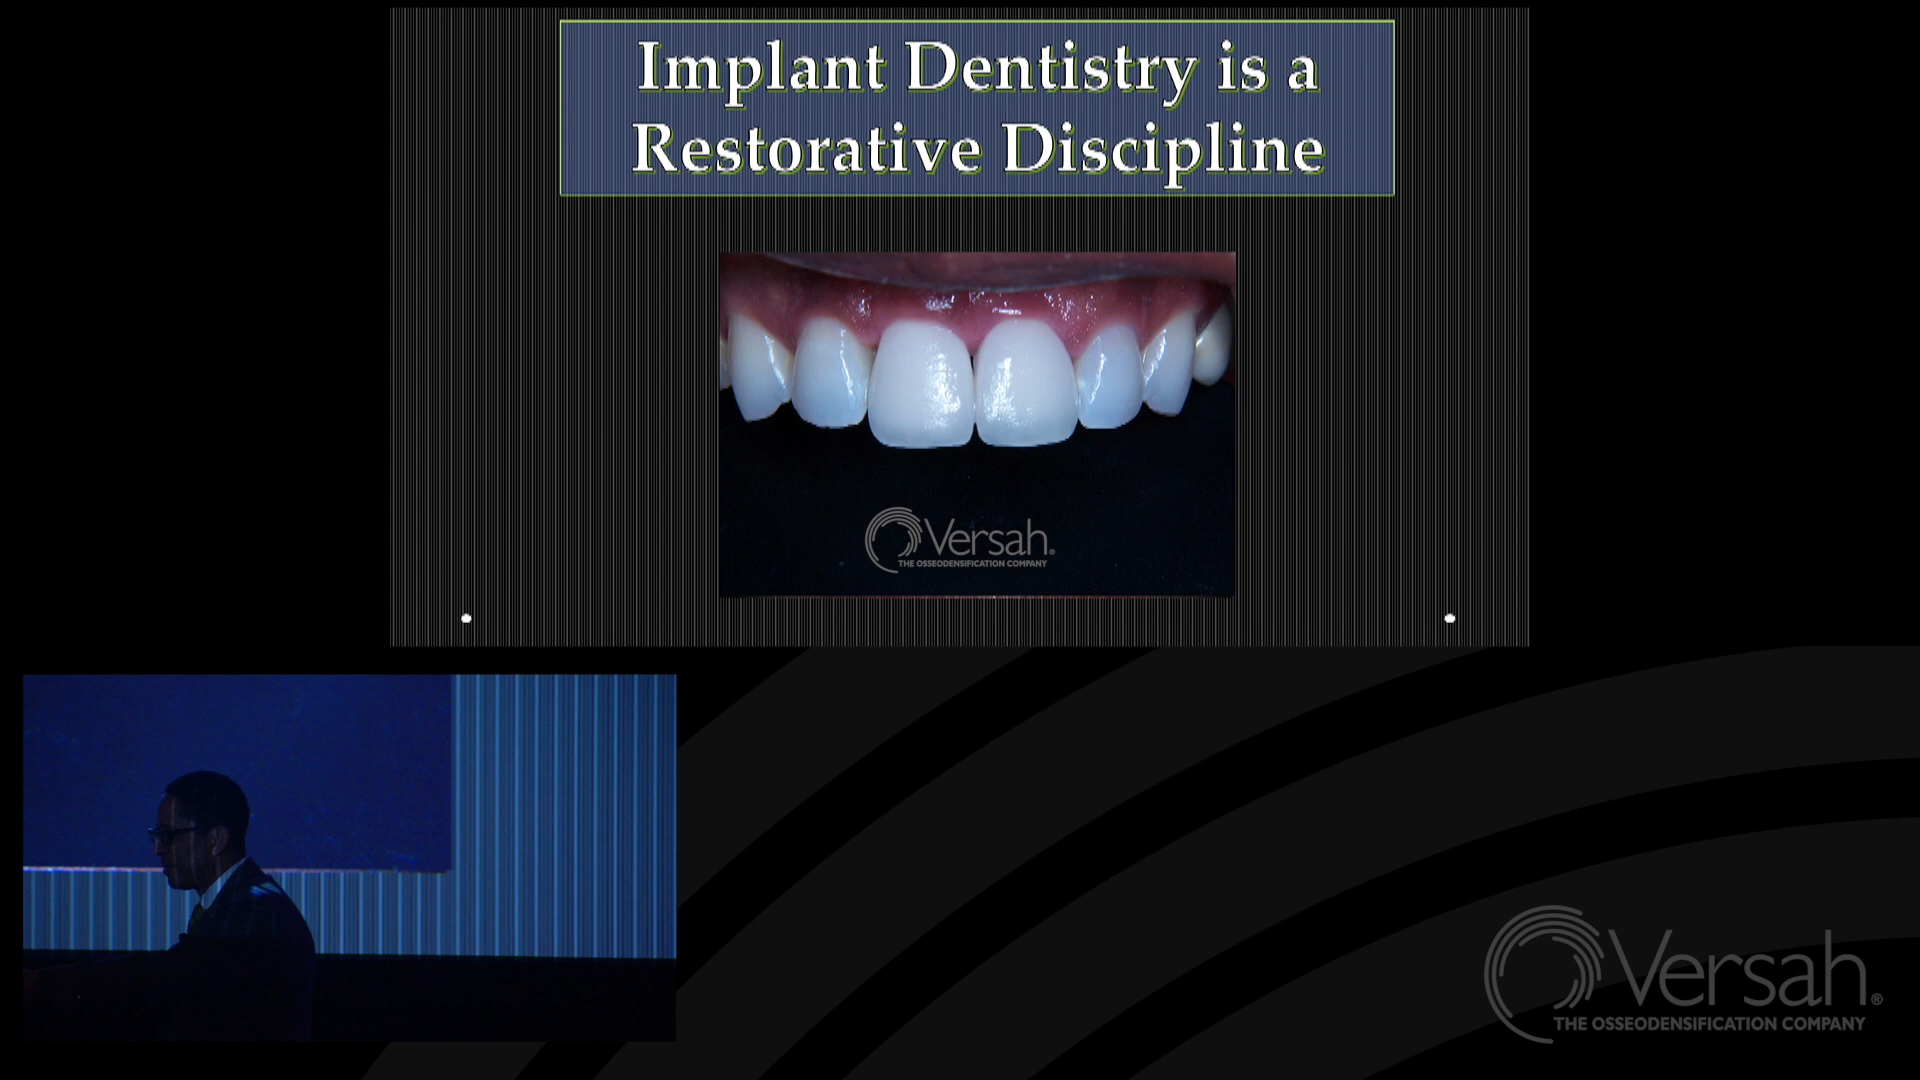 Implant Dentistry is a
Restorative Discipline
Versah®
THE OSSEODENSIFICATION COMPANY
Versah®
THE OSSEODENSIFICATION COMPANY